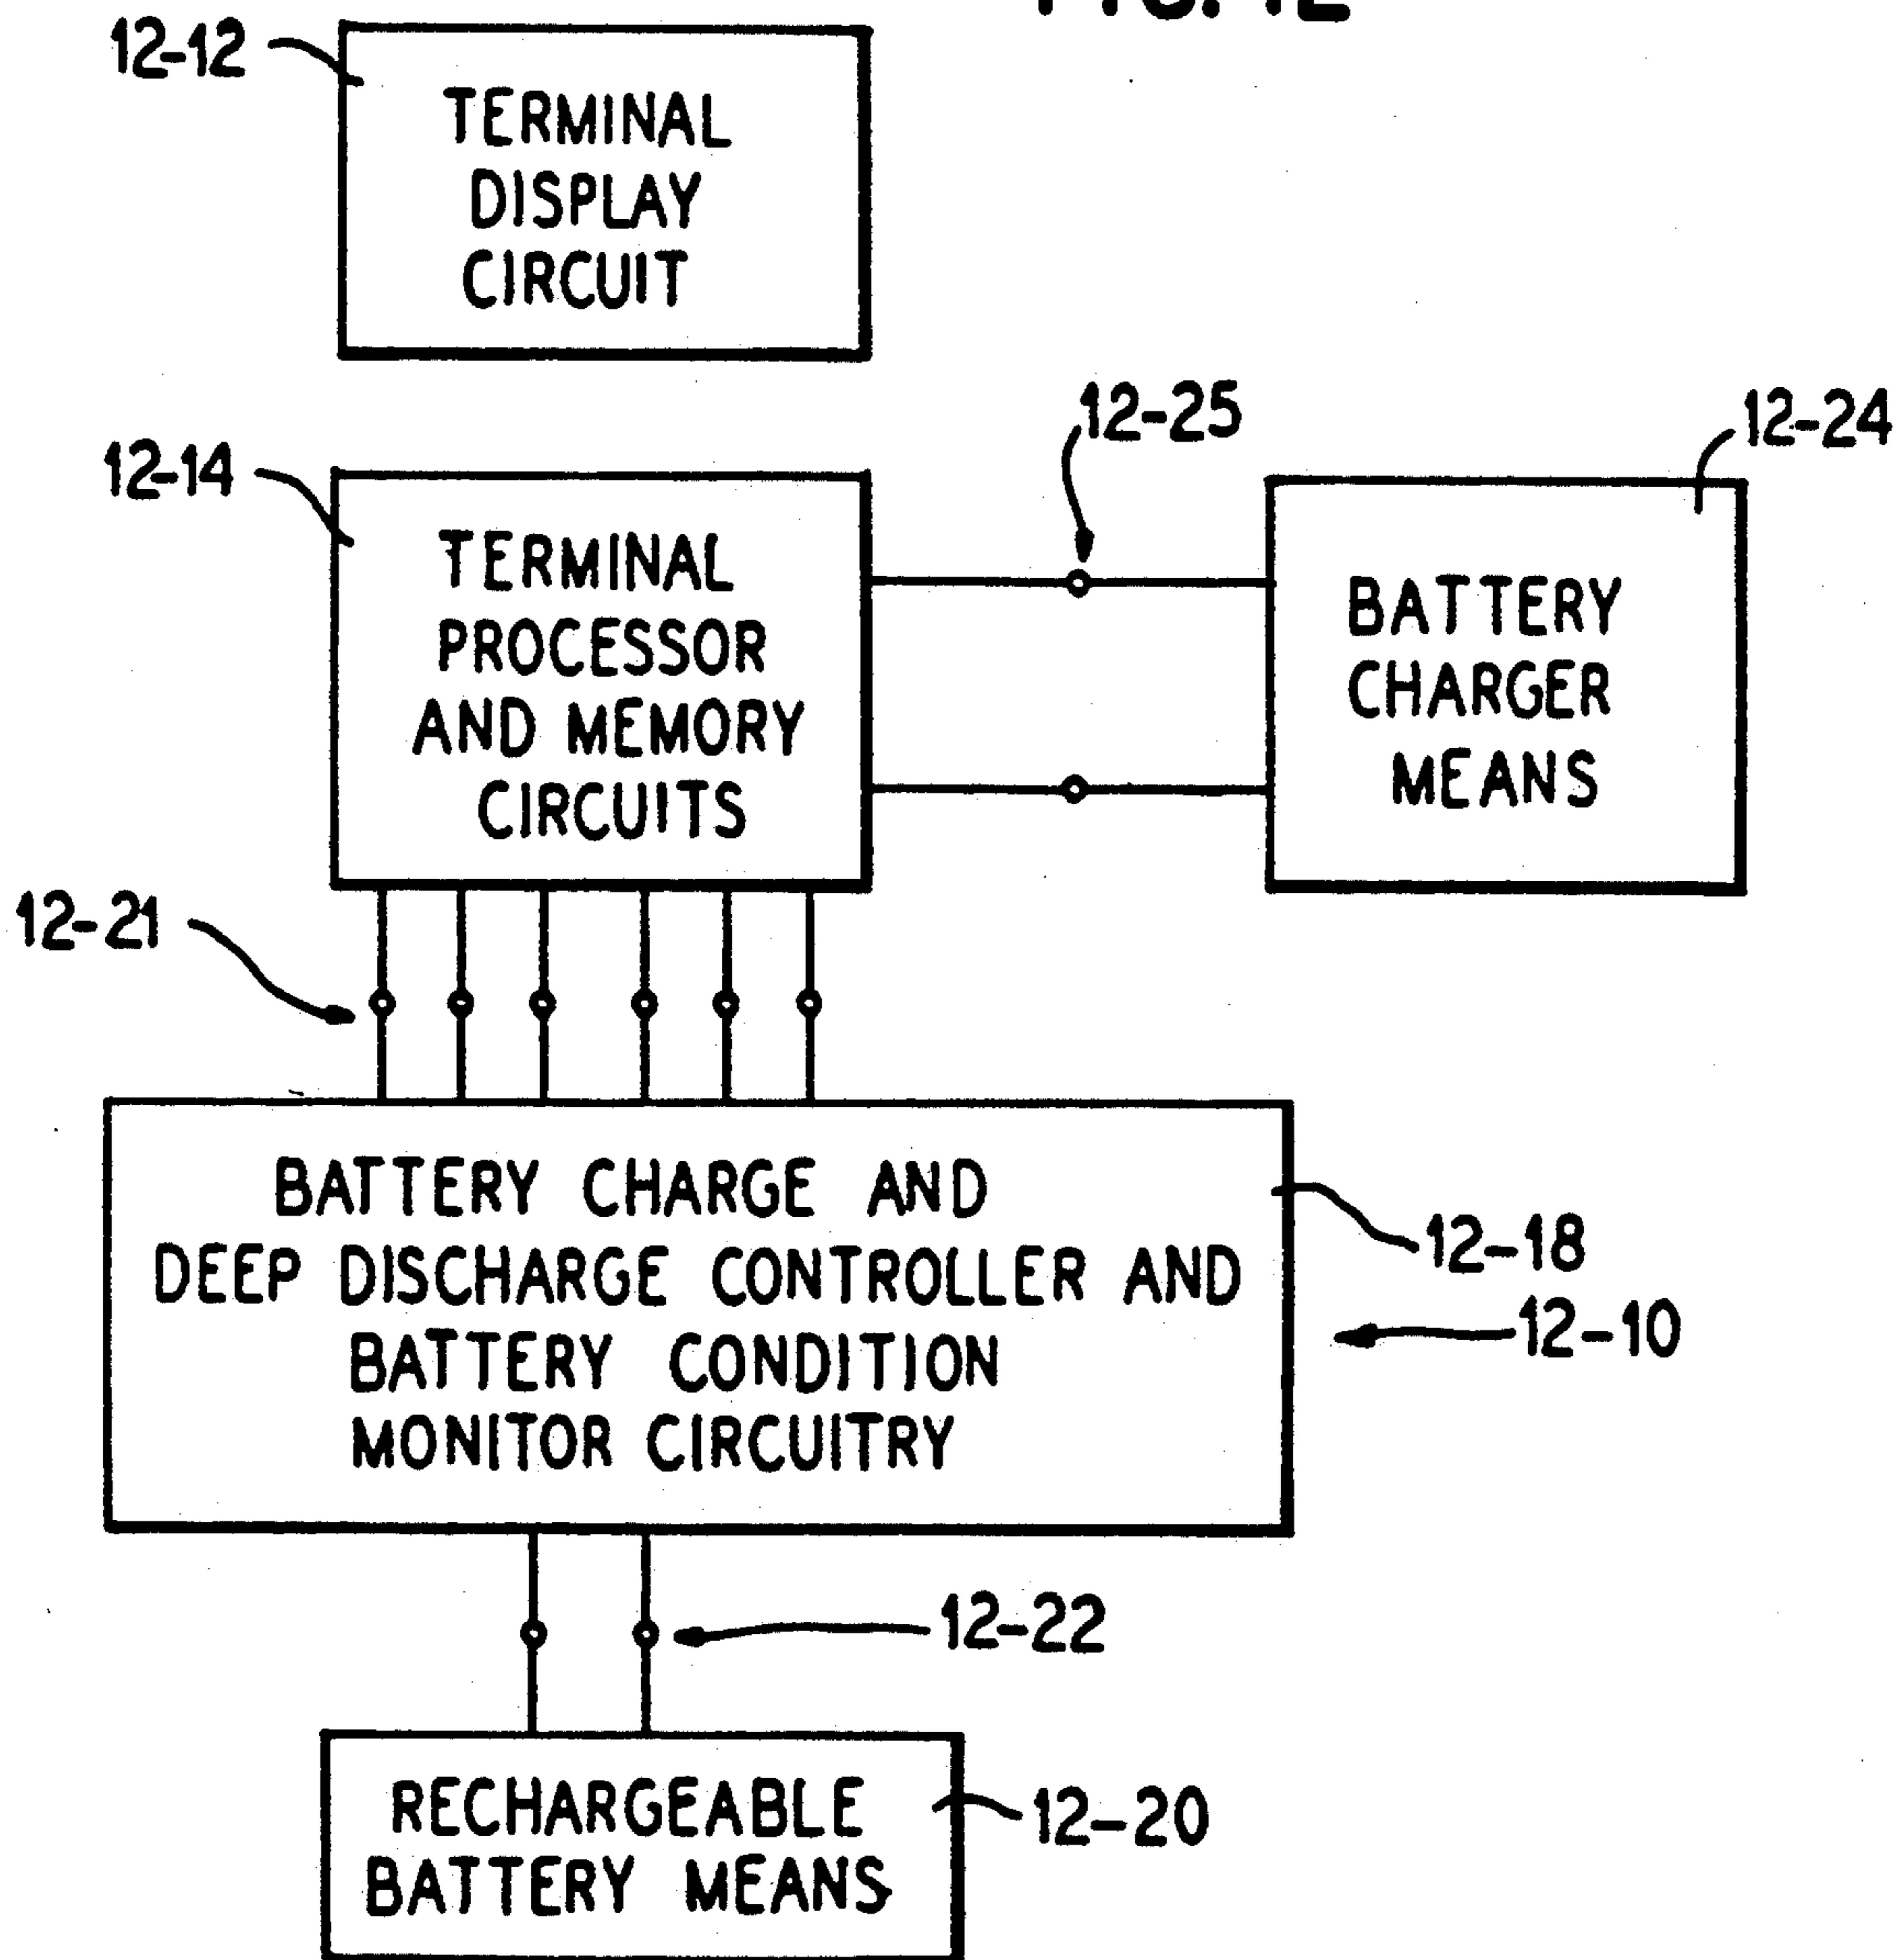 FIG. 12
12-12
TERMINAL
DISPLAY
CIRCUIT
12-25
12-24
12-14
TERMINAL
PROCESSOR
AND MEMORY
CIRCUITS
BATTERY
CHARGER
MEANS
12-21
BATTERY CHARGE AND
DEEP DISCHARGE CONTROLLER AND
BATTERY CONDITION
MONITOR CIRCUITRY
12-18
12-10
12-22
RECHARGEABLE
BATTERY MEANS
12-20